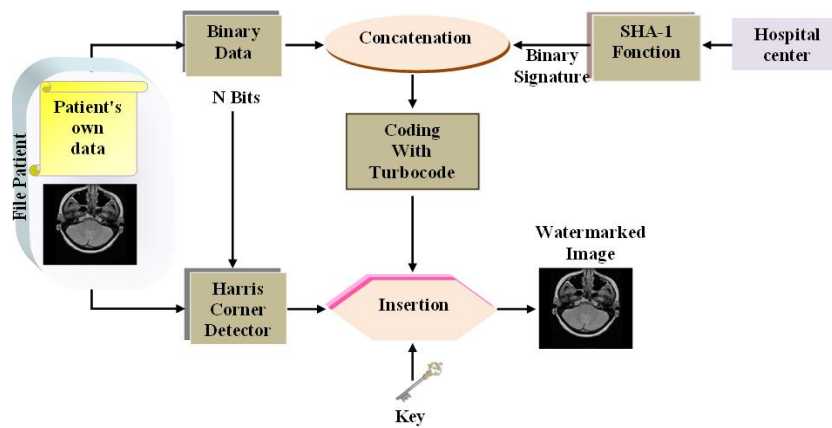 Binary
Data
Concatenation
Binary
Signature
SHA-1
Fonction
Hospital
center
Patient's
own
data
File Patient
N Bits
Coding
With
Turbocode
Harris
Corner
Detector
Insertion
Watermarked
Image
Key